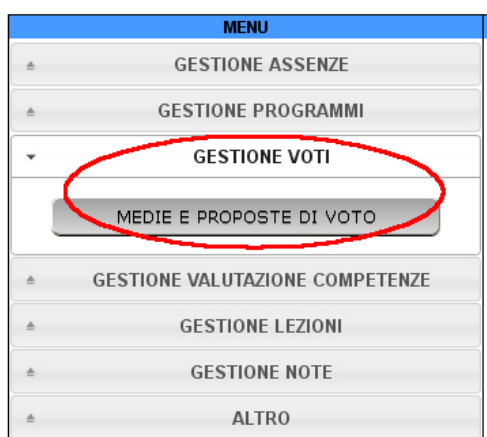 MENU
GESTIONE ASSENZE
GESTIONE PROGRAMMI
GESTIONE VOTI
MEDIE E PROPOSTE DI VOTO
GESTIONE VALUTAZIONE COMPETENZE
GESTIONE LEZIONI
GESTIONE NOTE
ALTRO